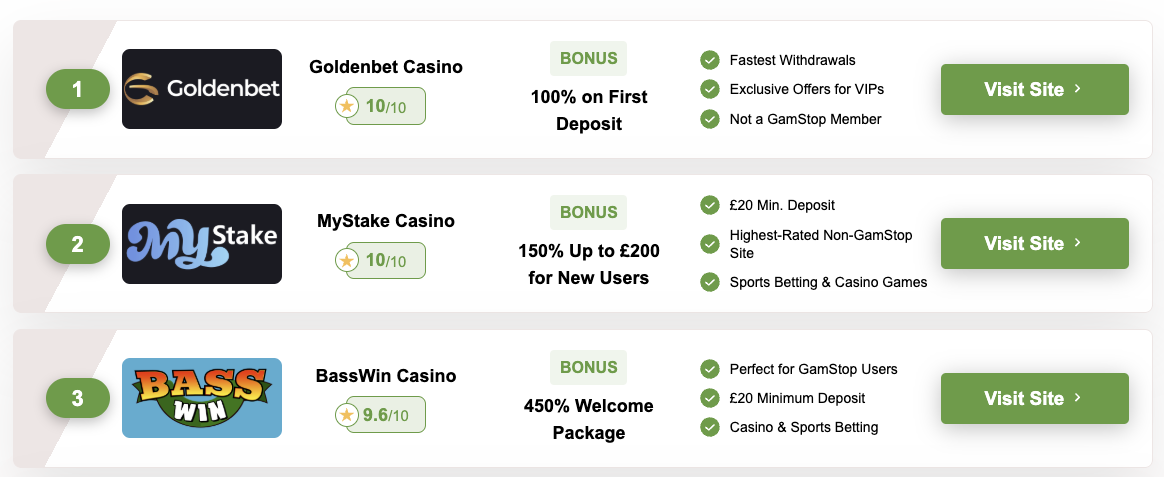 1
Goldenbet
Goldenbet Casino
10/10
BONUS
100% on First
Deposit
Fastest Withdrawals
Exclusive Offers for VIPs
Not a GamStop Member
Visit Site
2
My Stake
MyStake Casino
10/10
BONUS
150% Up to £200
for New Users
£20 Min. Deposit
Highest-Rated Non-GamStop
Site
Sports Betting & Casino Games
Visit Site
3
BASS
WIN
BassWin Casino
9.6/10
BONUS
450% Welcome
Package
Perfect for GamStop Users
£20 Minimum Deposit
Casino & Sports Betting
Visit Site